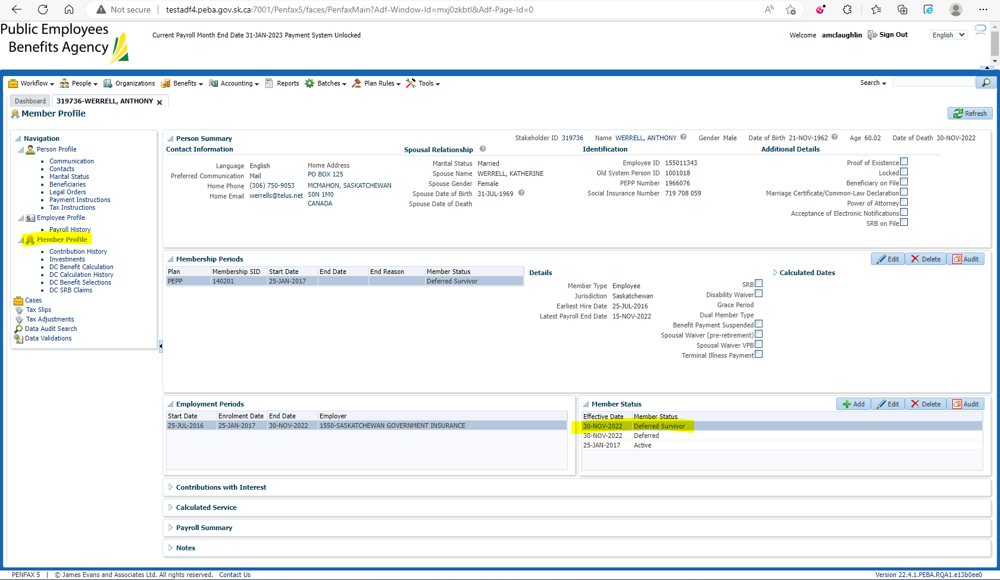 Not secure | testadf4.peba.gov.sk.ca:7001/Penfax5/faces/PenfaxMain?Adf-Window-Id=mxj0zkbtl&Adf-Page-Id=0
Public Employees
Benefits Agency
Current Payroll Month End Date 31-JAN-2023 Payment System Unlocked
Welcome amclaughlin Sign Out English
Workflow People Organizations Benefits Accounting Reports Batches Plan Rules Tools Search
Dashboard 319736-WERRELL, ANTHONY
Member Profile
Refresh
Navigation
Person Profile
Communication
Contacts
Marital Status
Beneficiaries
Legal Orders
Payment Instructions
Tax Instructions
Employee Profile
Payroll History
Member Profile
Contribution History
Investments
DC Benefit Calculation
DC Calculation History
DC Benefit Selections
DC SRB Claims
Cases
Tax Slips
Tax Adjustments
Data Audit Search
Data Validations
Person Summary
Stakeholder ID 319736 Name WERRELL, ANTHONY Gender Male Date of Birth 21-NOV-1962 Age 60.02 Date of Death 30-NOV-2022
Contact Information
Language English
Preferred Communication Mail
Home Phone (306) 750-9053
Home Email werrells@telus.net
Home Address
PO BOX 125
MCMAHON, SASKATCHEWAN
S0N 1M0
CANADA
Spousal Relationship
Marital Status Married
Spouse Name WERRELL, KATHERINE
Spouse Gender Female
Spouse Date of Birth 31-JUL-1969
Spouse Date of Death
Identification
Employee ID 155011343
Old System Person ID 1001018
PEPP Number 1966076
Social Insurance Number 719 708 059
Additional Details
Proof of Existence
Locked
Beneficiary on File
Marriage Certificate/Common-Law Declaration
Power of Attorney
Acceptance of Electronic Notifications
SRB on File
Membership Periods
Edit Delete Audit
Plan Membership SID Start Date End Date End Reason Member Status
PEPP 140201 25-JAN-2017 Deferred Survivor
Details
Member Type Employee
Jurisdiction Saskatchewan
Earliest Hire Date 25-JUL-2016
Latest Payroll End Date 15-NOV-2022
SRB
Disability Waiver
Grace Period
Dual Member Type
Benefit Payment Suspended
Spousal Waiver (pre-retirement)
Spousal Waiver VPB
Terminal Illness Payment
Calculated Dates
Employment Periods
Start Date Enrolment Date End Date Employer
25-JUL-2016 25-JAN-2017 30-NOV-2022 1550-SASKATCHEWAN GOVERNMENT INSURANCE
Member Status
Add Edit Delete Audit
Effective Date Member Status
30-NOV-2022 Deferred Survivor
30-NOV-2022 Deferred
25-JAN-2017 Active
Contributions with Interest
Calculated Service
Payroll Summary
Notes
PENFAX 5 | © James Evans and Associates Ltd. All rights reserved. Contact Us
Version 22.4.1.PEBA.RQA1.e13b0ee0